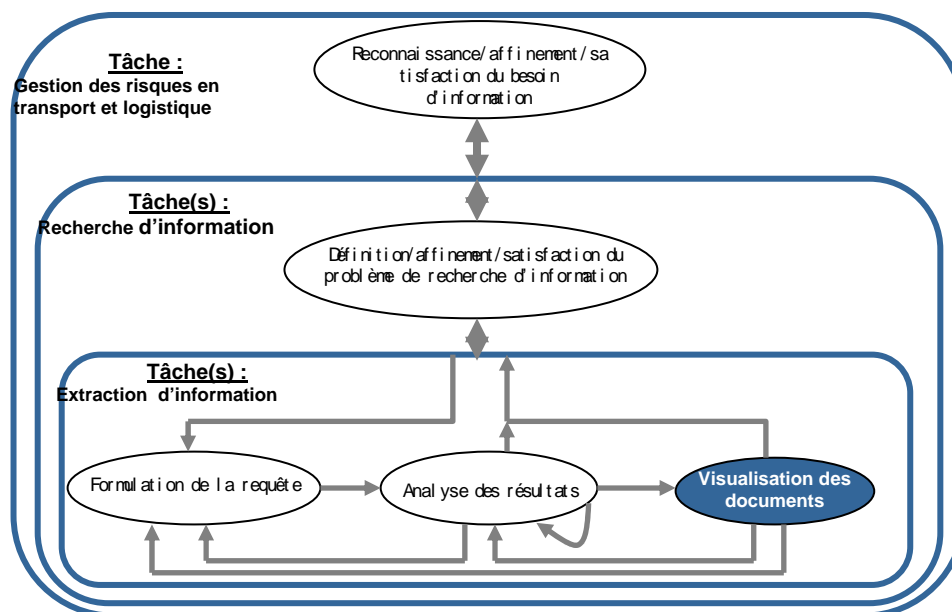 Tâche :
Gestion des risques en
transport et logistique
Reconnaissance/affinement/sa
tisfaction du besoin
d'information
Tâche(s) :
Recherche d'information
Définition/affinement/satisfaction du
problème de recherche d'information
Tâche(s) :
Extraction d'information
Formulation de la requête
Analyse des résultats
Visualisation des
documents